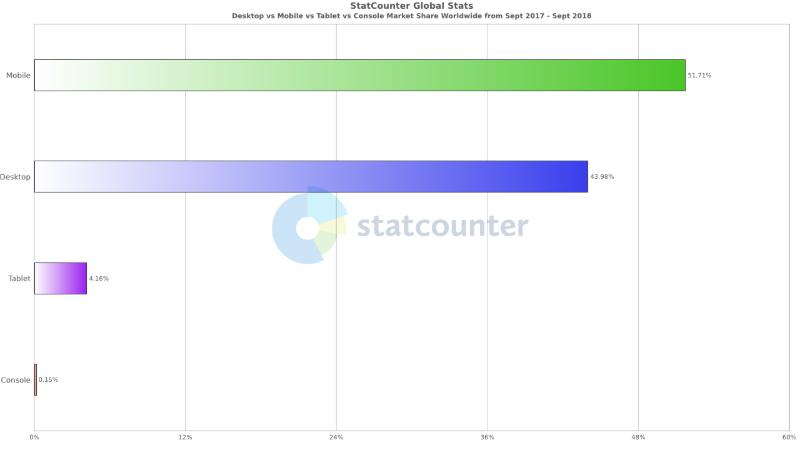 StatCounter Global Stats
Desktop vs Mobile vs Tablet vs Console Market Share Worldwide from Sept 2017 - Sept 2018
Mobile
51.71%
Desktop
43.98%
statcounter
Tablet
4.16%
Console
0.15%
0% 12% 24% 36% 48% 60%